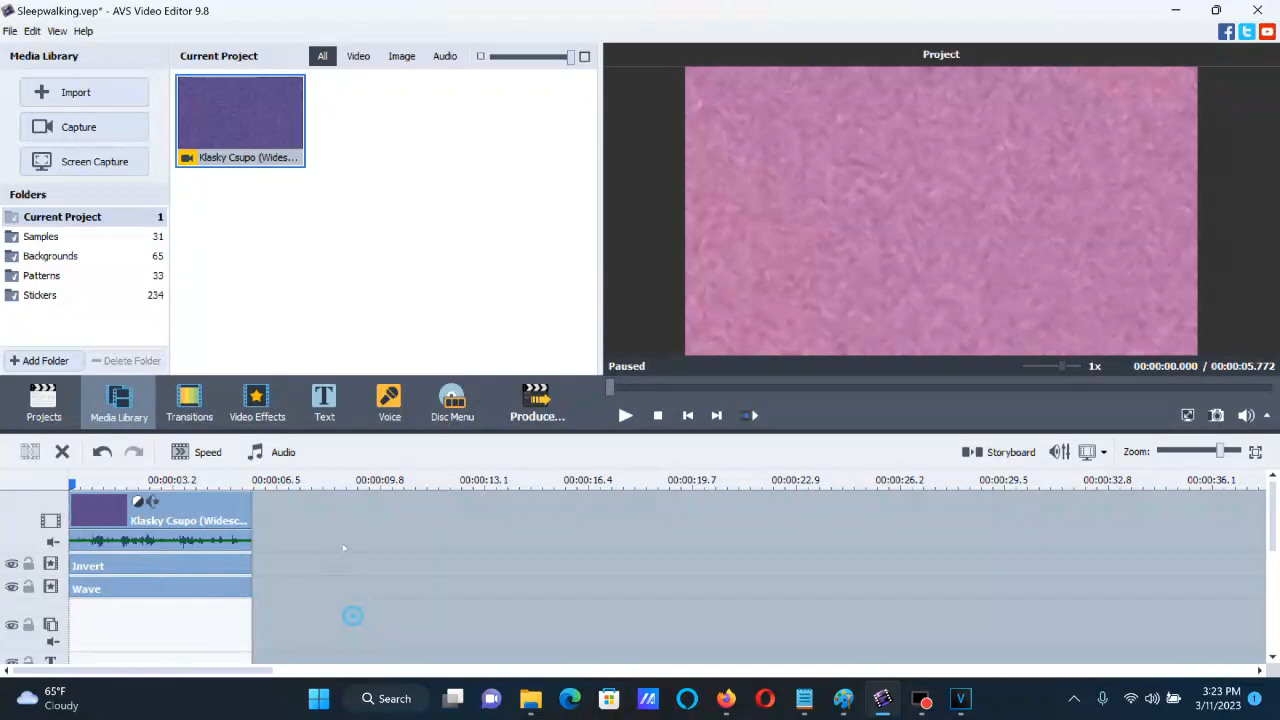 Sleepwalking.vep* - AVS Video Editor 9.8
File Edit View Help
Media Library
Current Project
All Video Image Audio
Project
Import
Capture
Screen Capture
Klasky Csupo (Wides...
Folders
Current Project 1
Samples 31
Backgrounds 65
Patterns 33
Stickers 234
Add Folder
Delete Folder
Paused
1x
00:00:00.000 / 00:00:05.772
Projects
Media Library
Transitions
Video Effects
Text
Voice
Disc Menu
Produce...
Speed
Audio
Storyboard
Zoom:
00:00:03.2 00:00:06.5 00:00:09.8 00:00:13.1 00:00:16.4 00:00:19.7 00:00:22.9 00:00:26.2 00:00:29.5 00:00:32.8 00:00:36.1
Klasky Csupo (Widesc...
Invert
Wave
65°F
Cloudy
Search
3:23 PM
3/11/2023
1